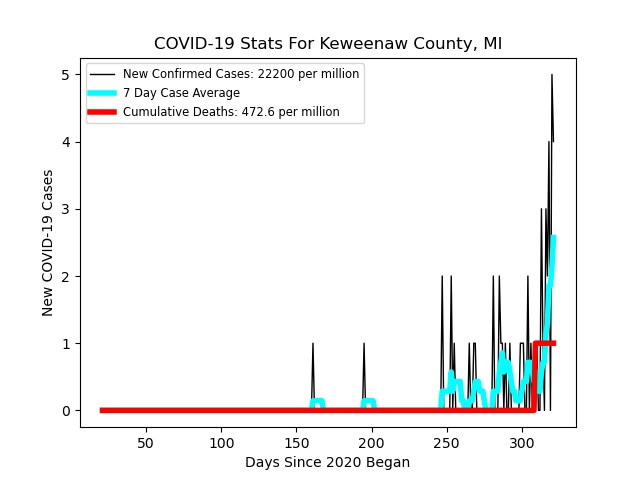 COVID-19 Stats For Keweenaw County, MI
New Confirmed Cases: 22200 per million
7 Day Case Average
Cumulative Deaths: 472.6 per million
New COVID-19 Cases
5
4
3
2
1
0
50 100 150 200 250 300
Days Since 2020 Began